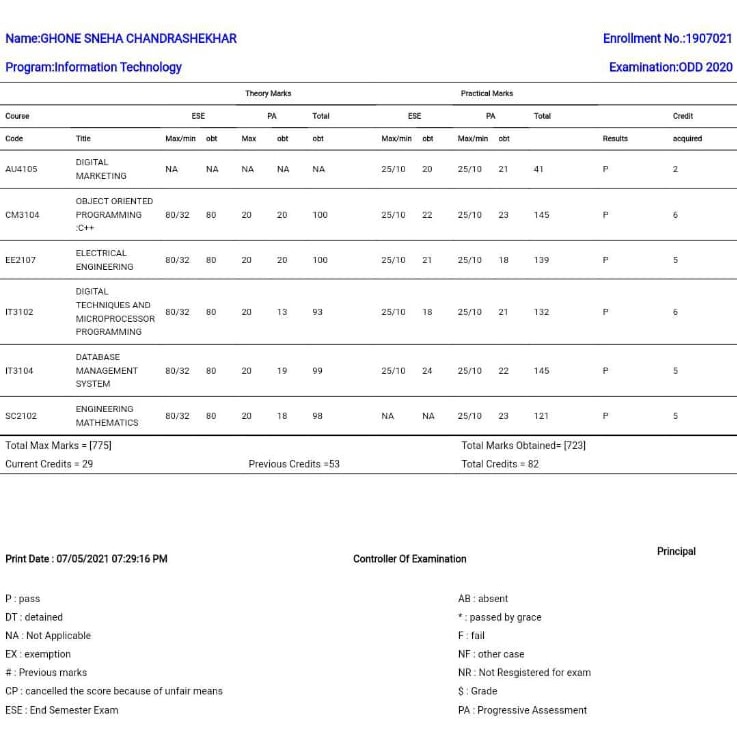 Name:GHONE SNEHA CHANDRASHEKHAR Enrollment No.:1907021
Program:Information Technology Examination:ODD 2020
Theory Marks Practical Marks
Course ESE PA Total ESE PA Total Credit
Code Title Max/min obt Max obt obt Max/min obt Max/min obt Results acquired
AU4105 DIGITAL MARKETING NA NA NA NA NA 25/10 20 25/10 21 41 P 2
CM3104 OBJECT ORIENTED PROGRAMMING :C++ 80/32 80 20 20 100 25/10 22 25/10 23 145 P 6
EE2107 ELECTRICAL ENGINEERING 80/32 80 20 20 100 25/10 21 25/10 18 139 P 5
IT3102 DIGITAL TECHNIQUES AND MICROPROCESSOR PROGRAMMING 80/32 80 20 13 93 25/10 18 25/10 21 132 P 6
IT3104 DATABASE MANAGEMENT SYSTEM 80/32 80 20 19 99 25/10 24 25/10 22 145 P 5
SC2102 ENGINEERING MATHEMATICS 80/32 80 20 18 98 NA NA 25/10 23 121 P 5
Total Max Marks = [775] Total Marks Obtained= [723]
Current Credits = 29 Previous Credits =53 Total Credits = 82
Principal
Print Date : 07/05/2021 07:29:16 PM Controller Of Examination
P : pass AB : absent
DT : detained * : passed by grace
NA : Not Applicable F : fail
EX : exemption NF : other case
# : Previous marks NR : Not Resgistered for exam
CP : cancelled the score because of unfair means $ : Grade
ESE : End Semester Exam PA : Progressive Assessment